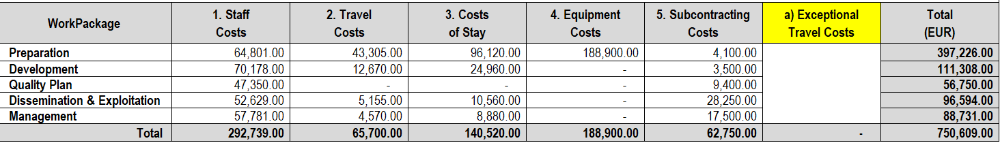 WorkPackage 1. Staff Costs 2. Travel Costs 3. Costs of Stay 4. Equipment Costs 5. Subcontracting Costs a) Exceptional Travel Costs Total (EUR)
Preparation 64,801.00 43,305.00 96,120.00 188,900.00 4,100.00 397,226.00
Development 70,178.00 12,670.00 24,960.00 - 3,500.00 111,308.00
Quality Plan 47,350.00 - - - 9,400.00 56,750.00
Dissemination & Exploitation 52,629.00 5,155.00 10,560.00 - 28,250.00 96,594.00
Management 57,781.00 4,570.00 8,880.00 - 17,500.00 88,731.00
Total 292,739.00 65,700.00 140,520.00 188,900.00 62,750.00 - 750,609.00